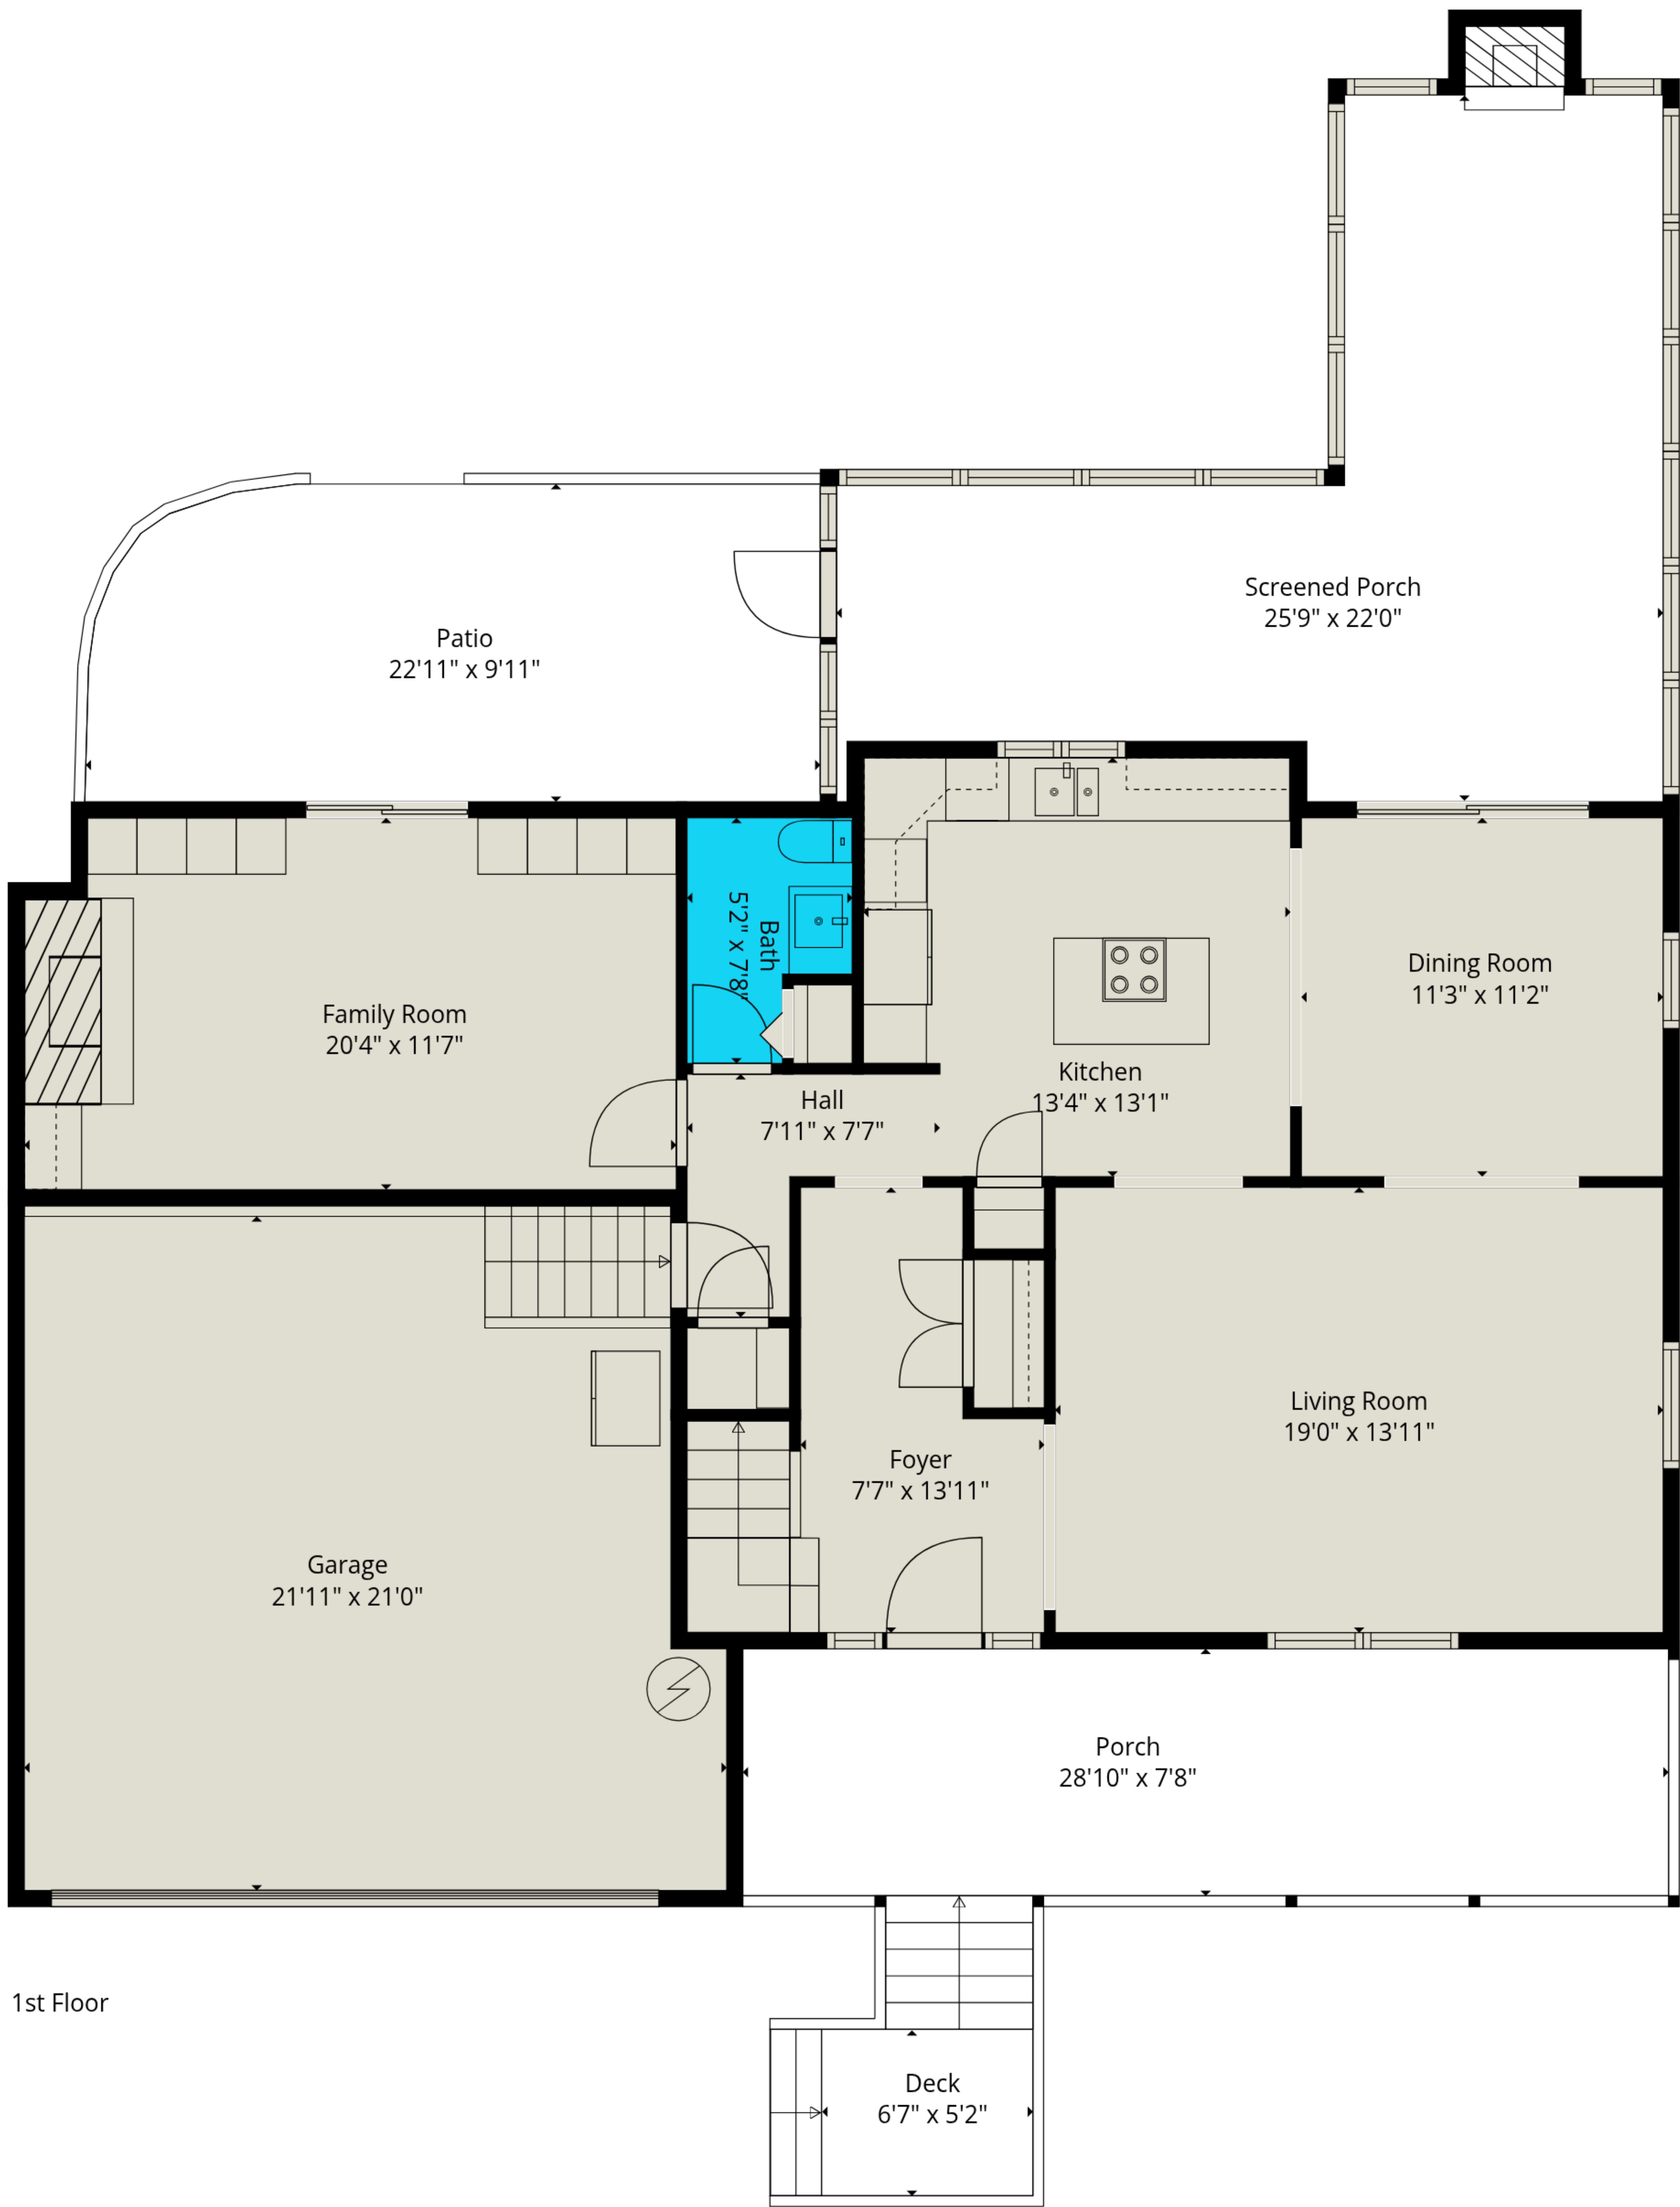 Screened Porch
25'9" x 22'0"
Patio
22'11" x 9'11"
Bath
5'2" x 7'8"
Dining Room
11'3" x 11'2"
Family Room
20'4" x 11'7"
Kitchen
13'4" x 13'1"
Hall
7'11" x 7'7"
Living Room
19'0" x 13'11"
Foyer
7'7" x 13'11"
Garage
21'11" x 21'0"
Porch
28'10" x 7'8"
1st Floor
Deck
6'7" x 5'2"